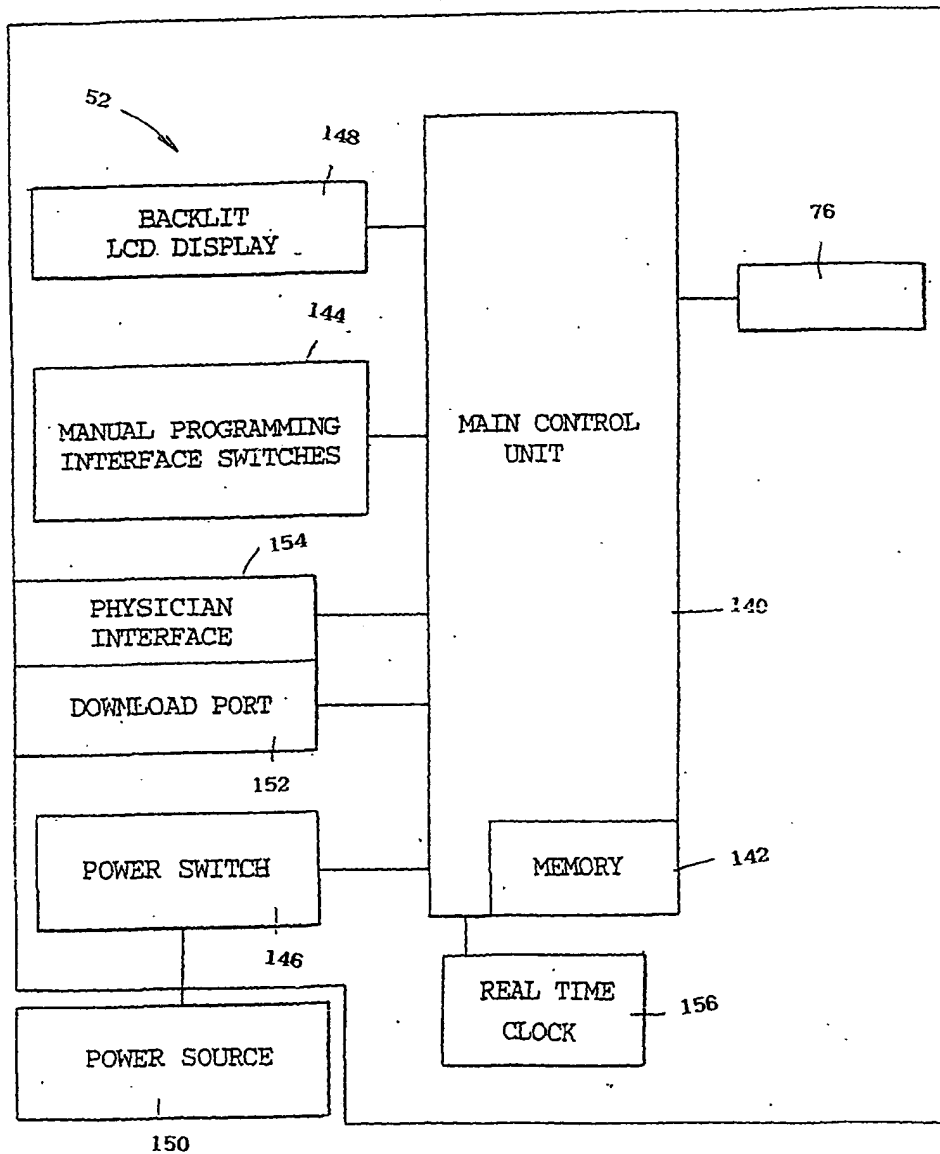 52
148
BACKLIT
LCD DISPLAY
76
144
MANUAL PROGRAMMING
INTERFACE SWITCHES
MAIN CONTROL
UNIT
154
PHYSICIAN
INTERFACE
140
DOWNLOAD PORT
152
POWER SWITCH
146
MEMORY
142
REAL TIME
CLOCK
156
POWER SOURCE
150